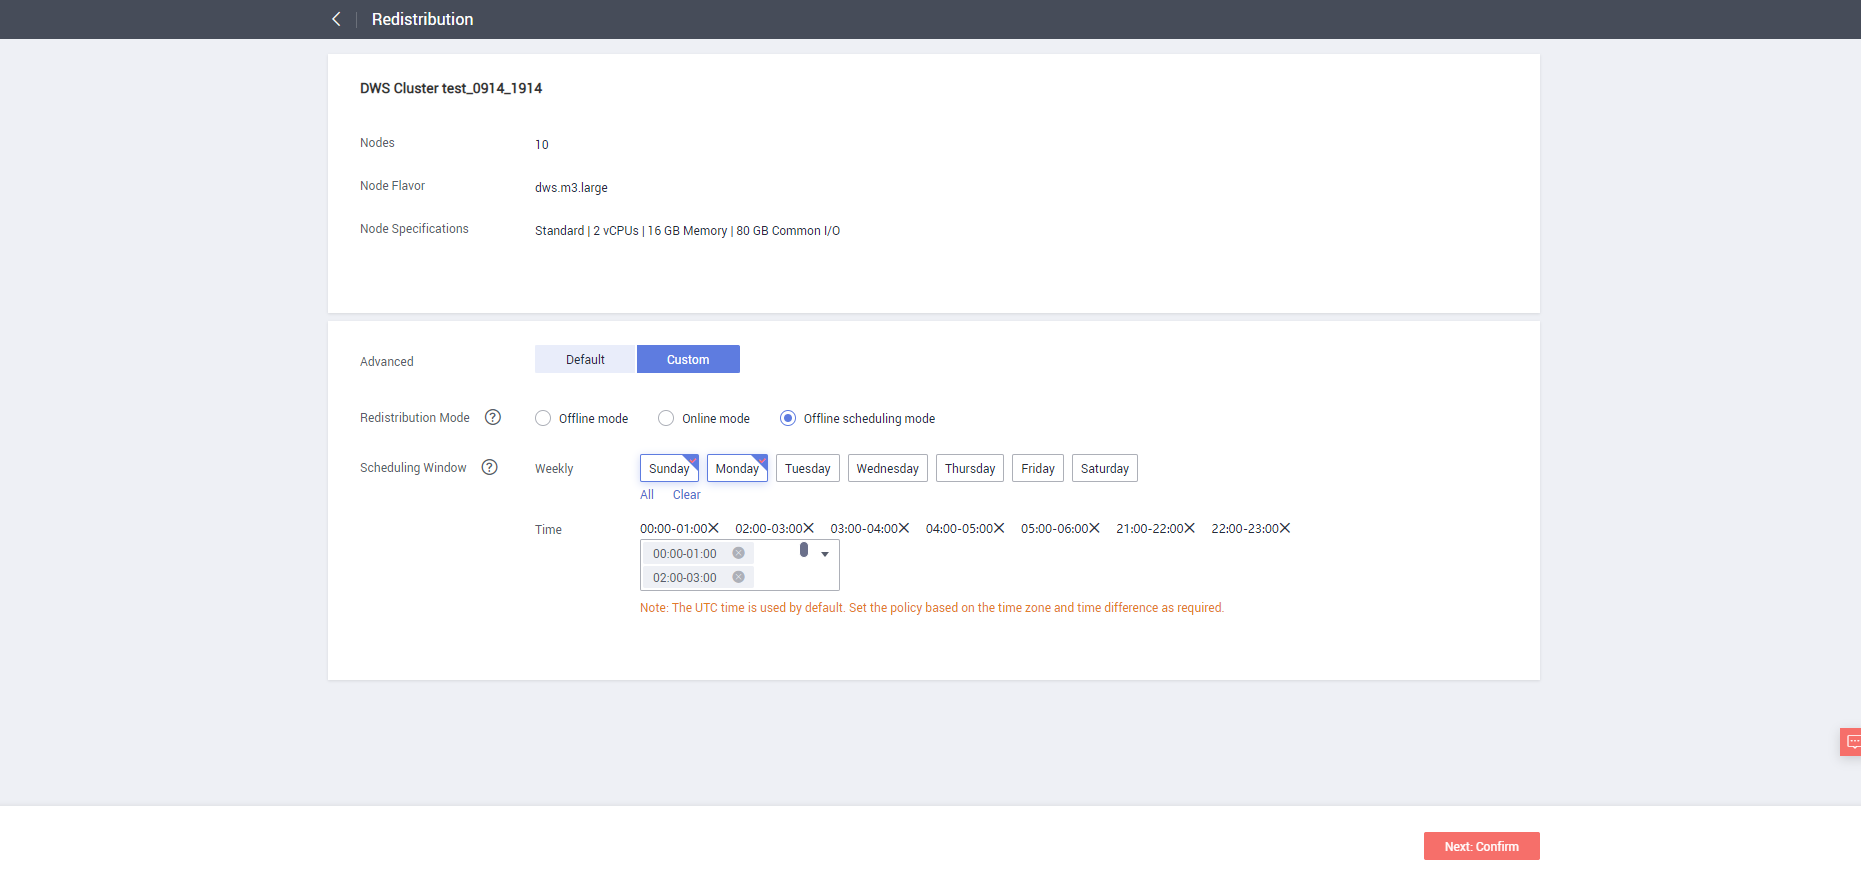 Redistribution
DWS Cluster test_0914_1914
Nodes 10
Node Flavor dws.m3.large
Node Specifications Standard | 2 vCPUs | 16 GB Memory | 80 GB Common I/O
Advanced Default Custom
Redistribution Mode ? Offline mode Online mode Offline scheduling mode
Scheduling Window ? Weekly Sunday Monday Tuesday Wednesday Thursday Friday Saturday
All Clear
Time 00:00-01:00 02:00-03:00 03:00-04:00 04:00-05:00 05:00-06:00 21:00-22:00 22:00-23:00
00:00-01:00
02:00-03:00
Note: The UTC time is used by default. Set the policy based on the time zone and time difference as required.
Next: Confirm